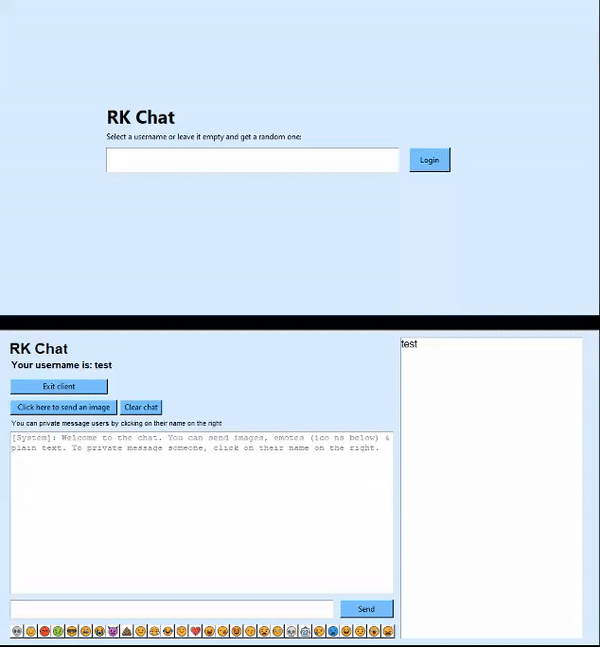 RK Chat
Select a username or leave it empty and get a random one:
Login
RK Chat
Your username is: test
Exit client
Click here to send an image
Clear chat
You can private message users by clicking on their name on the right
[System]: Welcome to the chat. You can send images, emotes (ico ns below) &
plain text. To private message someone, click on their name on the right.
Send
test